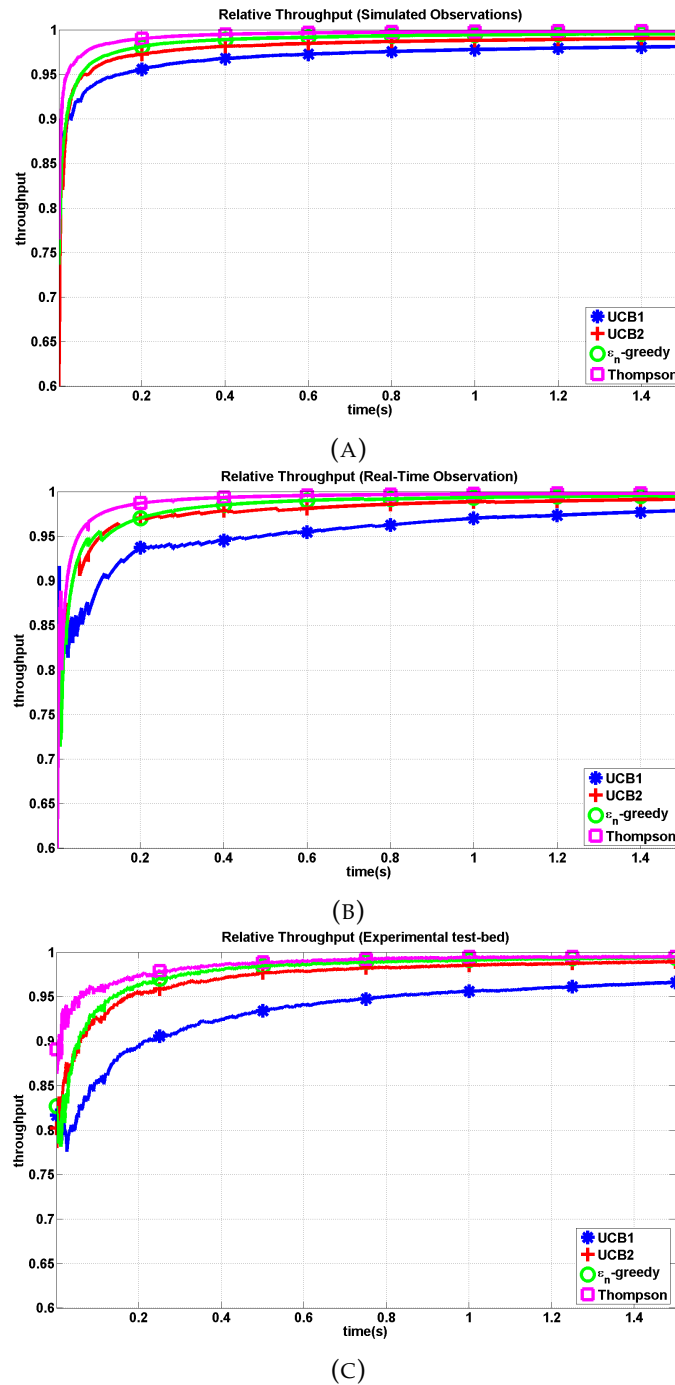 Relative Throughput (Simulated Observations)
throughput
1
0.95
0.9
0.85
0.8
0.75
0.7
0.65
0.6
UCB1
UCB2
εn-greedy
Thompson
0.2 0.4 0.6 0.8 1 1.2 1.4
time(s)
(A)
Relative Throughput (Real-Time Observation)
throughput
1
0.95
0.9
0.85
0.8
0.75
0.7
0.65
0.6
UCB1
UCB2
εn-greedy
Thompson
0.2 0.4 0.6 0.8 1 1.2 1.4
time(s)
(B)
Relative Throughput (Experimental test-bed)
throughput
1
0.95
0.9
0.85
0.8
0.75
0.7
0.65
0.6
UCB1
UCB2
εn-greedy
Thompson
0.2 0.4 0.6 0.8 1 1.2 1.4
time(s)
(C)